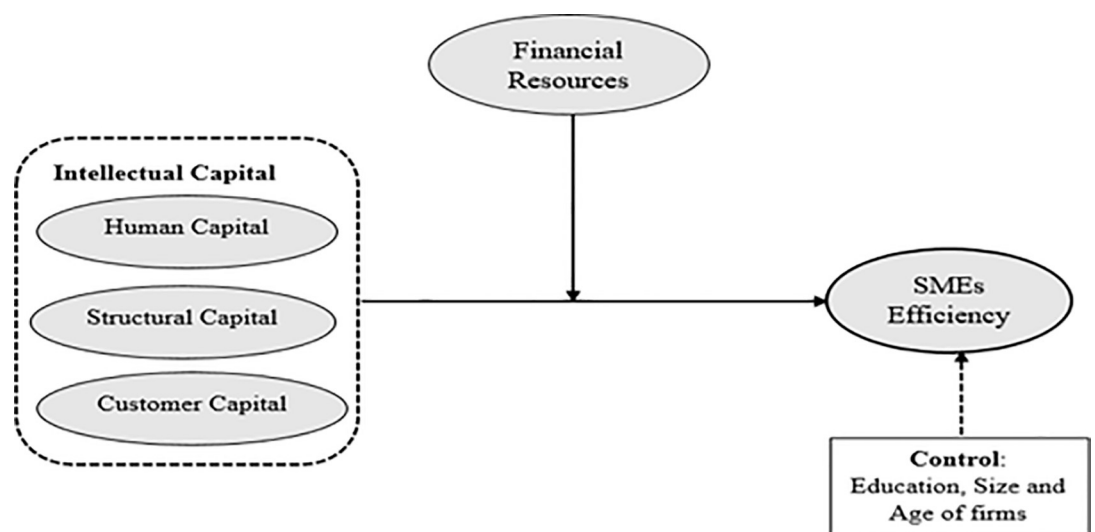 Financial
Resources
Intellectual Capital
Human Capital
Structural Capital
Customer Capital
SMEs
Efficiency
Control:
Education, Size and
Age of firms